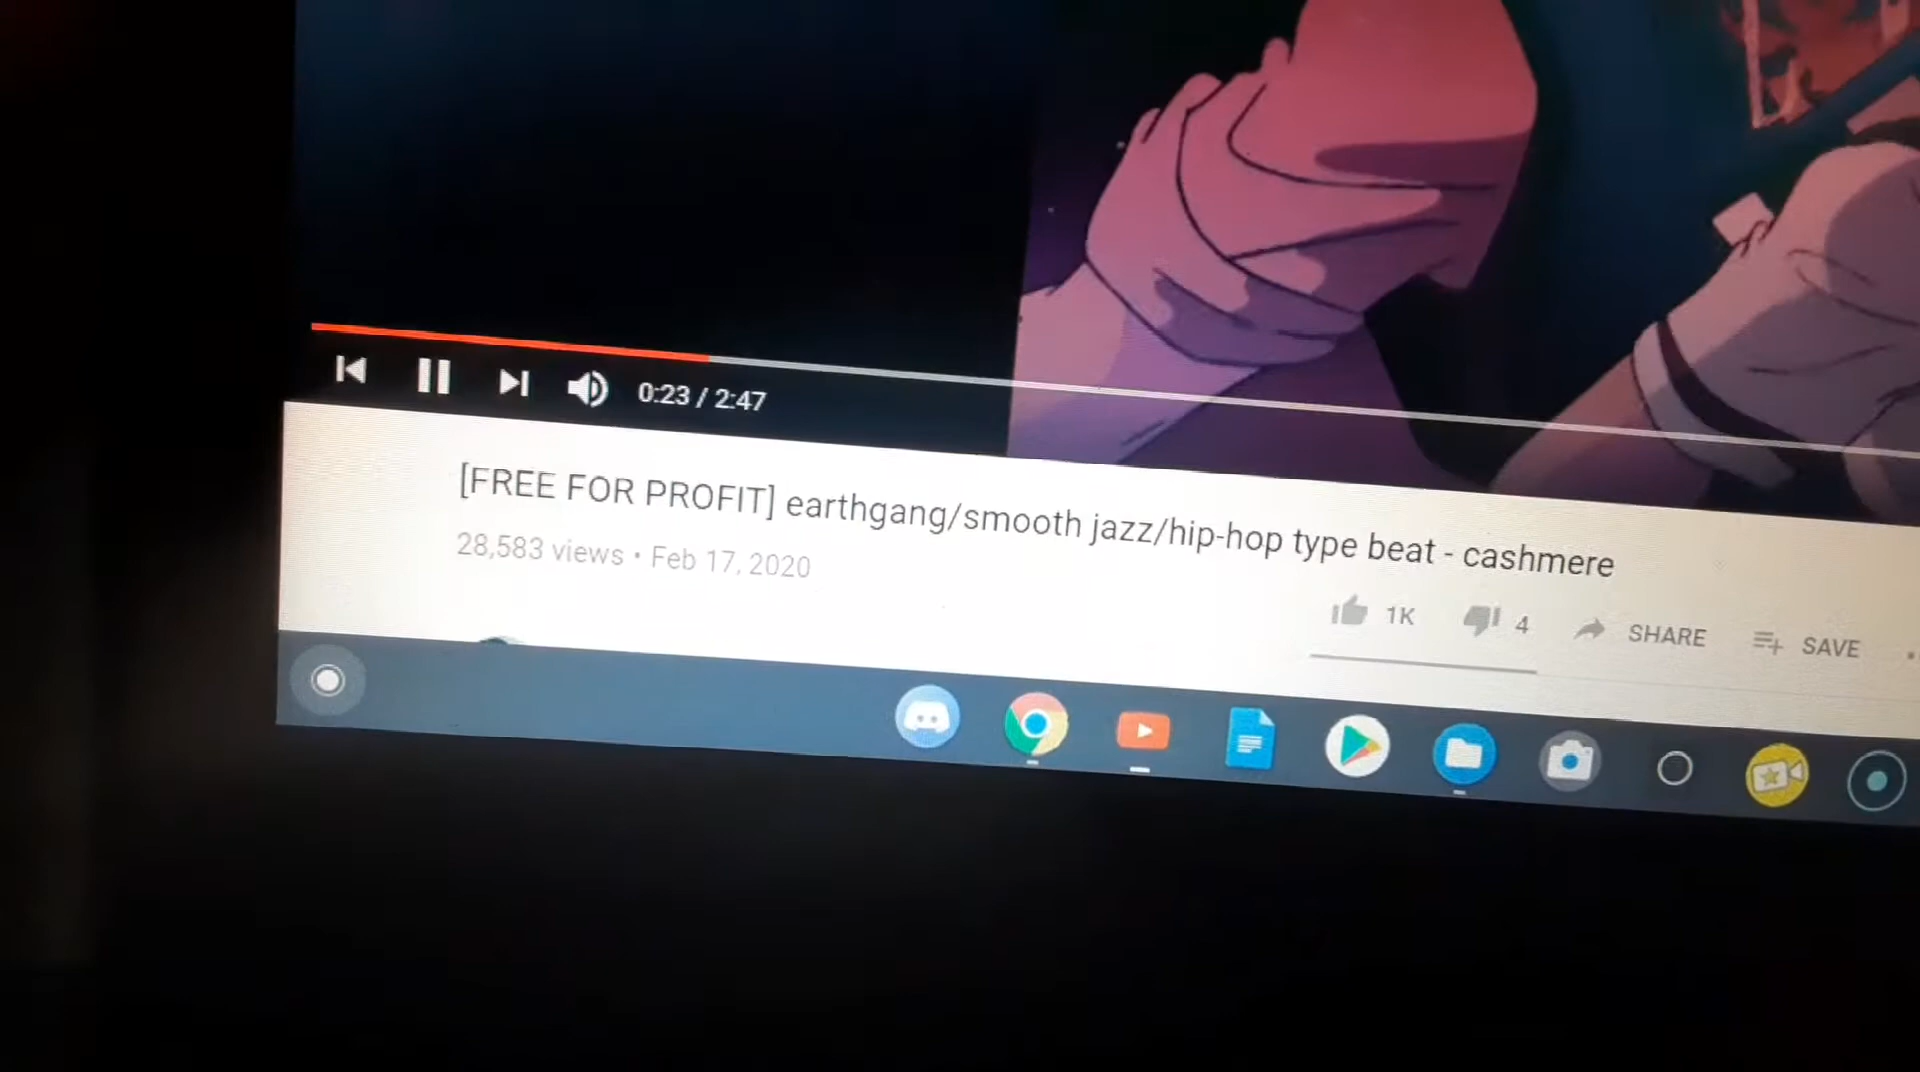 0:23 / 2:47
[FREE FOR PROFIT] earthgang/smooth jazz/hip-hop type beat - cashmere
28,583 views • Feb 17, 2020
1K 4 SHARE SAVE